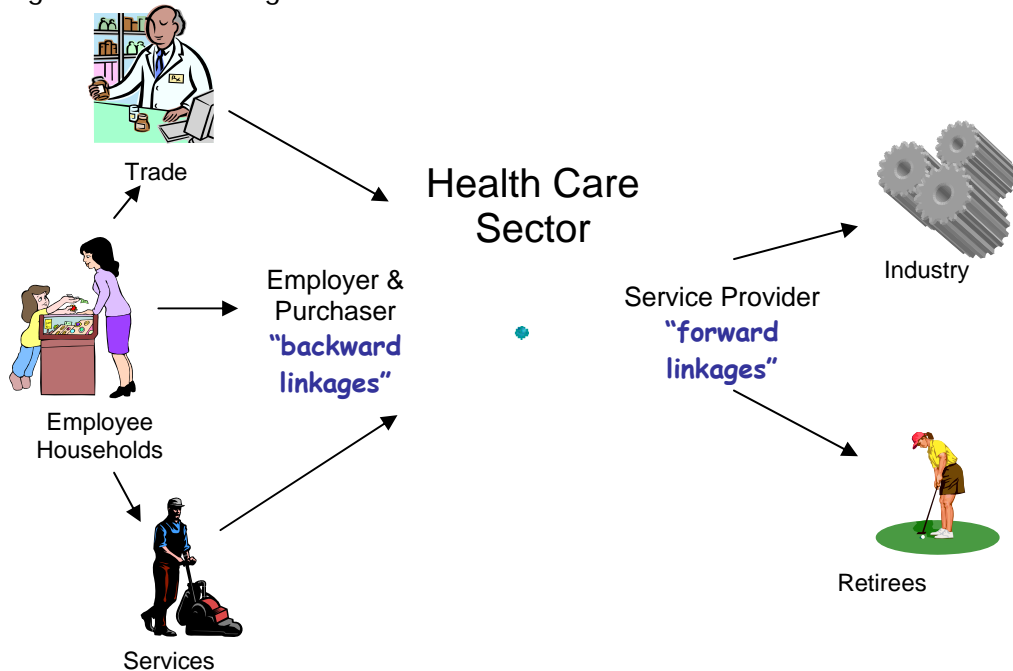 Trade
Health Care
Sector
Employer &
Purchaser
“backward
linkages”
Service Provider
“forward
linkages”
Industry
Employee
Households
Retirees
Services